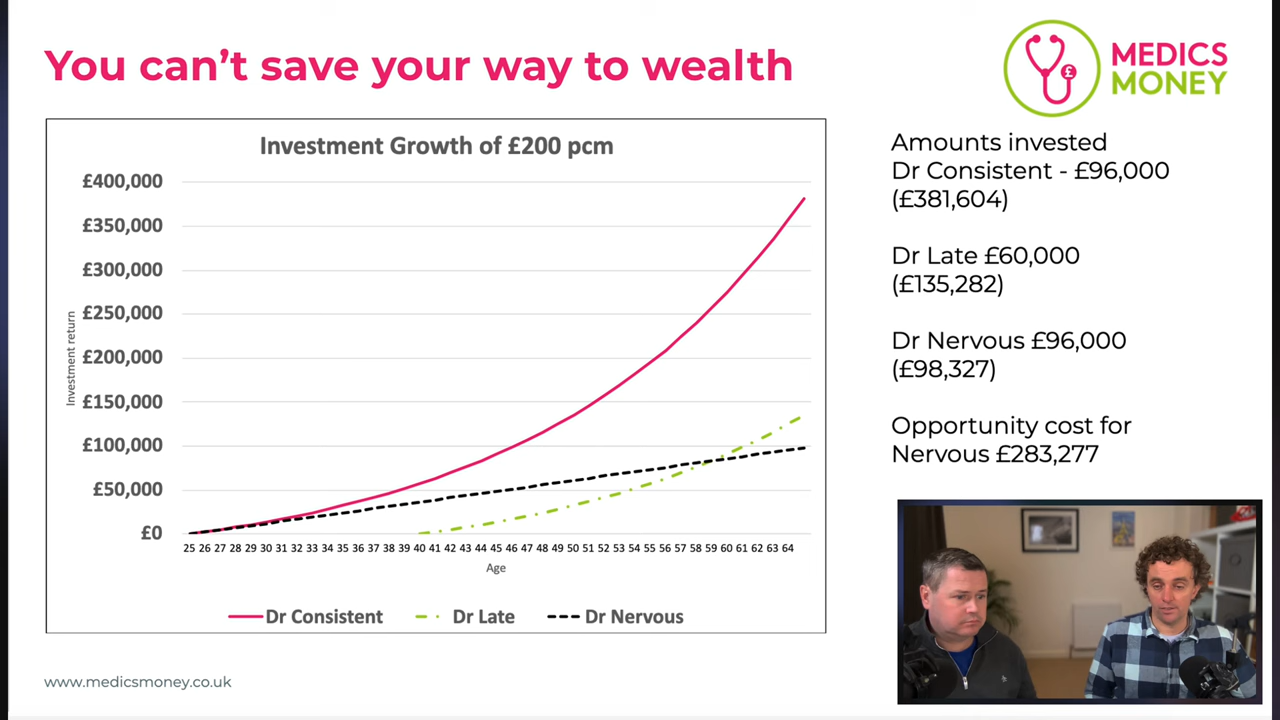 You can't save your way to wealth
MEDICS
MONEY
£
Investment Growth of £200 pcm
£400,000
£350,000
£300,000
£250,000
£200,000
£150,000
£100,000
£50,000
£0
Investment return
25 26 27 28 29 30 31 32 33 34 35 36 37 38 39 40 41 42 43 44 45 46 47 48 49 50 51 52 53 54 55 56 57 58 59 60 61 62 63 64
Age
Dr Consistent Dr Late Dr Nervous
Amounts invested
Dr Consistent - £96,000
(£381,604)
Dr Late £60,000
(£135,282)
Dr Nervous £96,000
(£98,327)
Opportunity cost for
Nervous £283,277
www.medicsmoney.co.uk